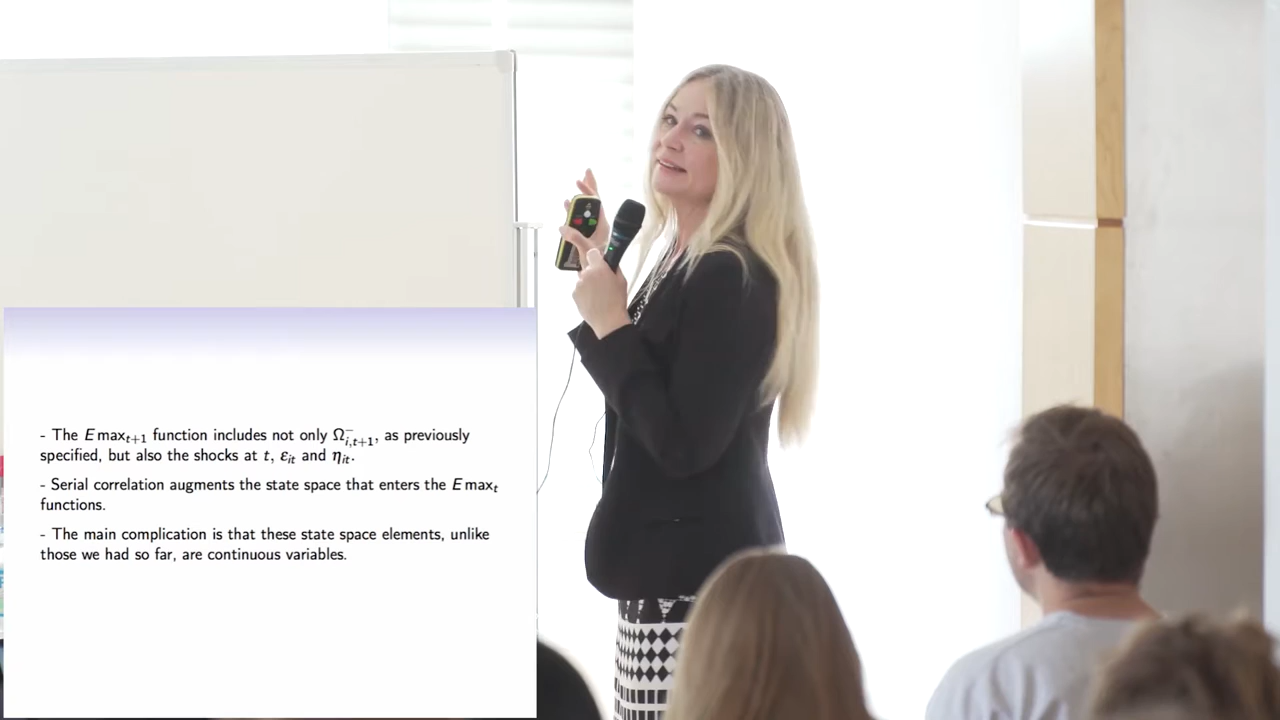 - The E max_{t+1} function includes not only Ω^-_{i,t+1}, as previously
specified, but also the shocks at t, ε_{it} and η_{it}.
- Serial correlation augments the state space that enters the E max_t
functions.
- The main complication is that these state space elements, unlike
those we had so far, are continuous variables.